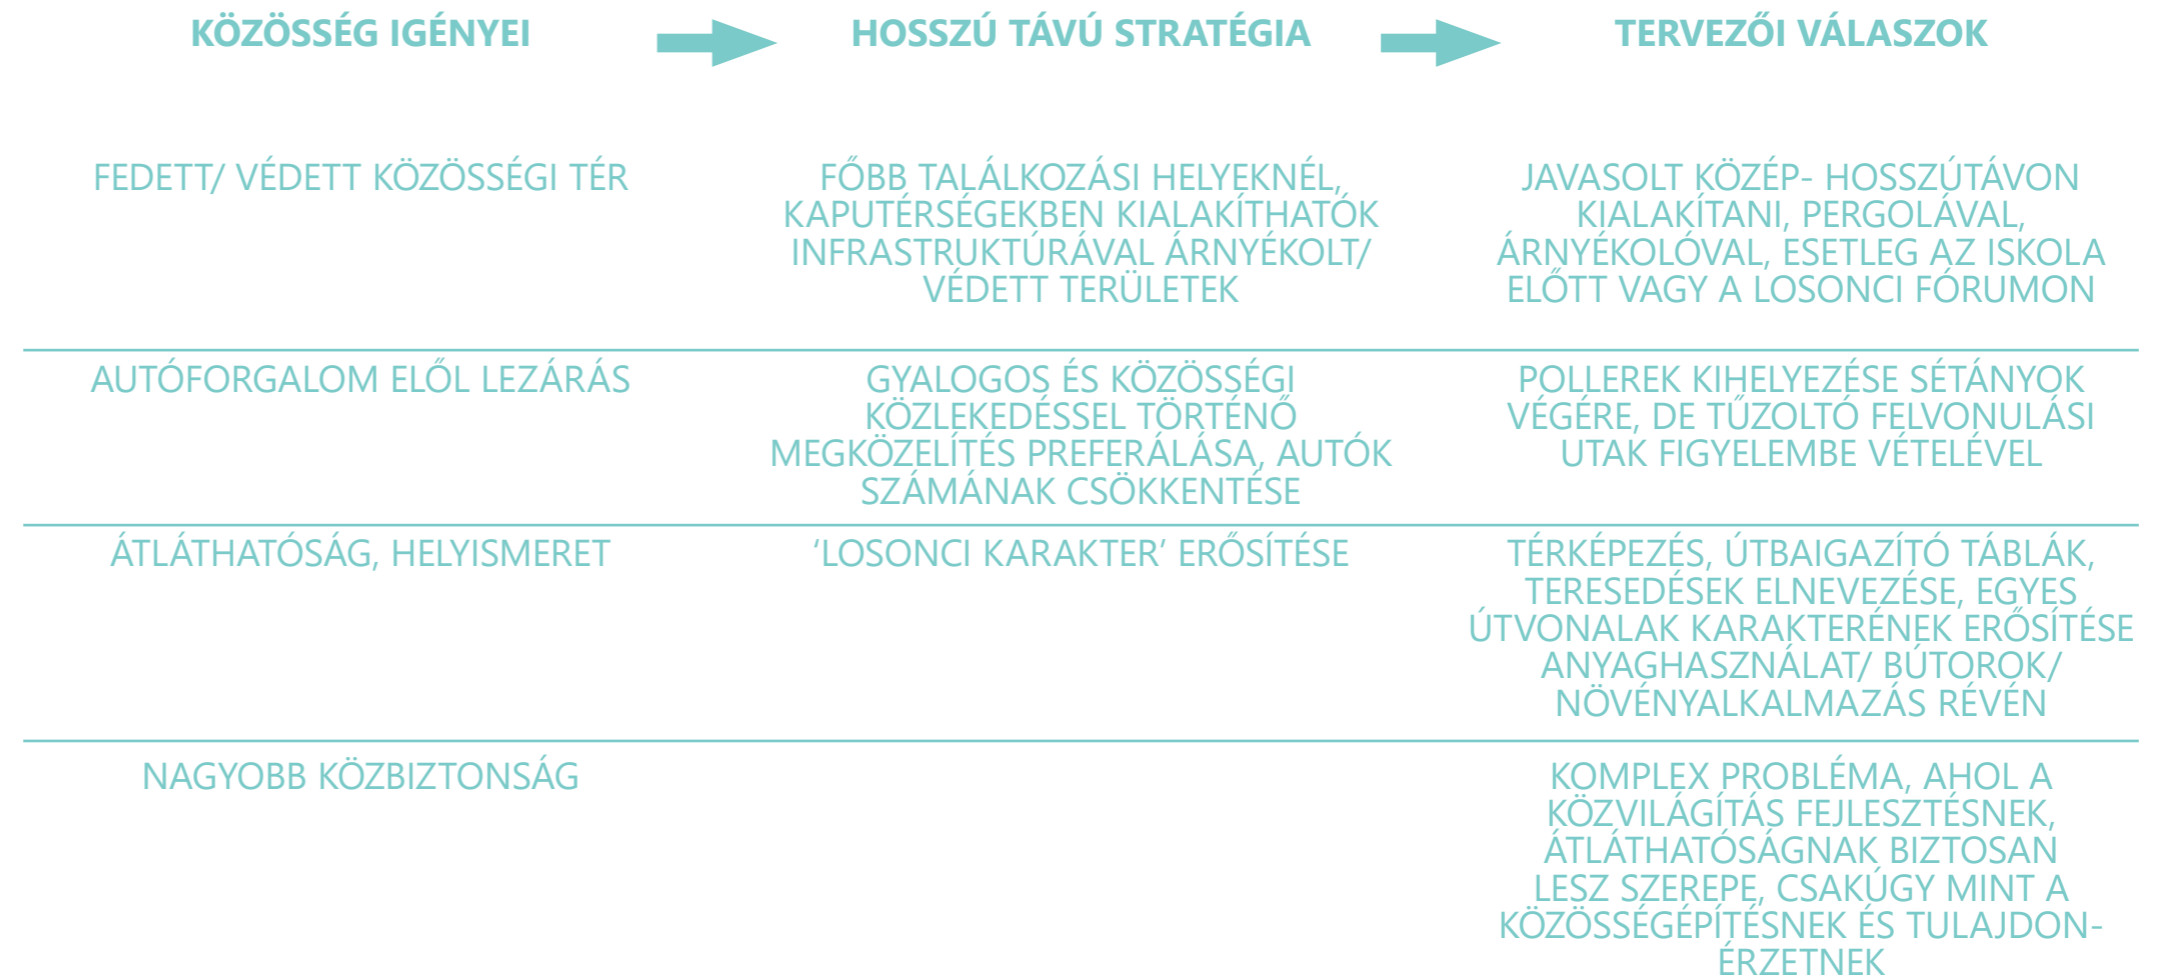 KÖZÖSSÉG IGÉNYEI
HOSSZÚ TÁVÚ STRATÉGIA
TERVEZŐI VÁLASZOK
FEDETT/ VÉDETT KÖZÖSSÉGI TÉR
FŐBB TALÁLKOZÁSI HELYEKNÉL,
KAPUTÉRSÉGEKBEN KIALAKÍTHATÓK
INFRASTRUKTÚRÁVAL ÁRNYÉKOLT/
VÉDETT TERÜLETEK
JAVASOLT KÖZÉP- HOSSZÚTÁVON
KIALAKÍTANI, PERGOLÁVAL,
ÁRNYÉKOLÓVAL, ESETLEG AZ ISKOLA
ELŐTT VAGY A LOSONCI FÓRUMON
AUTÓFORGALOM ELŐL LEZÁRÁS
GYALOGOS ÉS KÖZÖSSÉGI
KÖZLEKEDÉSSEL TÖRTÉNŐ
MEGKÖZELÍTÉS PREFERÁLÁSA, AUTÓK
SZÁMÁNAK CSÖKKENTÉSE
POLLEREK KIHELYEZÉSE SÉTÁNYOK
VÉGÉRE, DE TŰZOLTÓ FELVONULÁSI
UTAK FIGYELEMBE VÉTELÉVEL
ÁTLÁTHATÓSÁG, HELYISMERET
‘LOSONCI KARAKTER’ ERŐSÍTÉSE
TÉRKÉPEZÉS, ÚTBAIGAZÍTÓ TÁBLÁK,
TERESEDÉSEK ELNEVEZÉSE, EGYES
ÚTVONALAK KARAKTERÉNEK ERŐSÍTÉSE
ANYAGHASZNÁLAT/ BÚTOROK/
NÖVÉNYALKALMAZÁS RÉVÉN
NAGYOBB KÖZBIZTONSÁG
KOMPLEX PROBLÉMA, AHOL A
KÖZVILÁGÍTÁS FEJLESZTÉSNEK,
ÁTLÁTHATÓSÁGNAK BIZTOSAN
LESZ SZEREPE, CSAKÚGY MINT A
KÖZÖSSÉGÉPÍTÉSNEK ÉS TULAJDON-
ÉRZETNEK